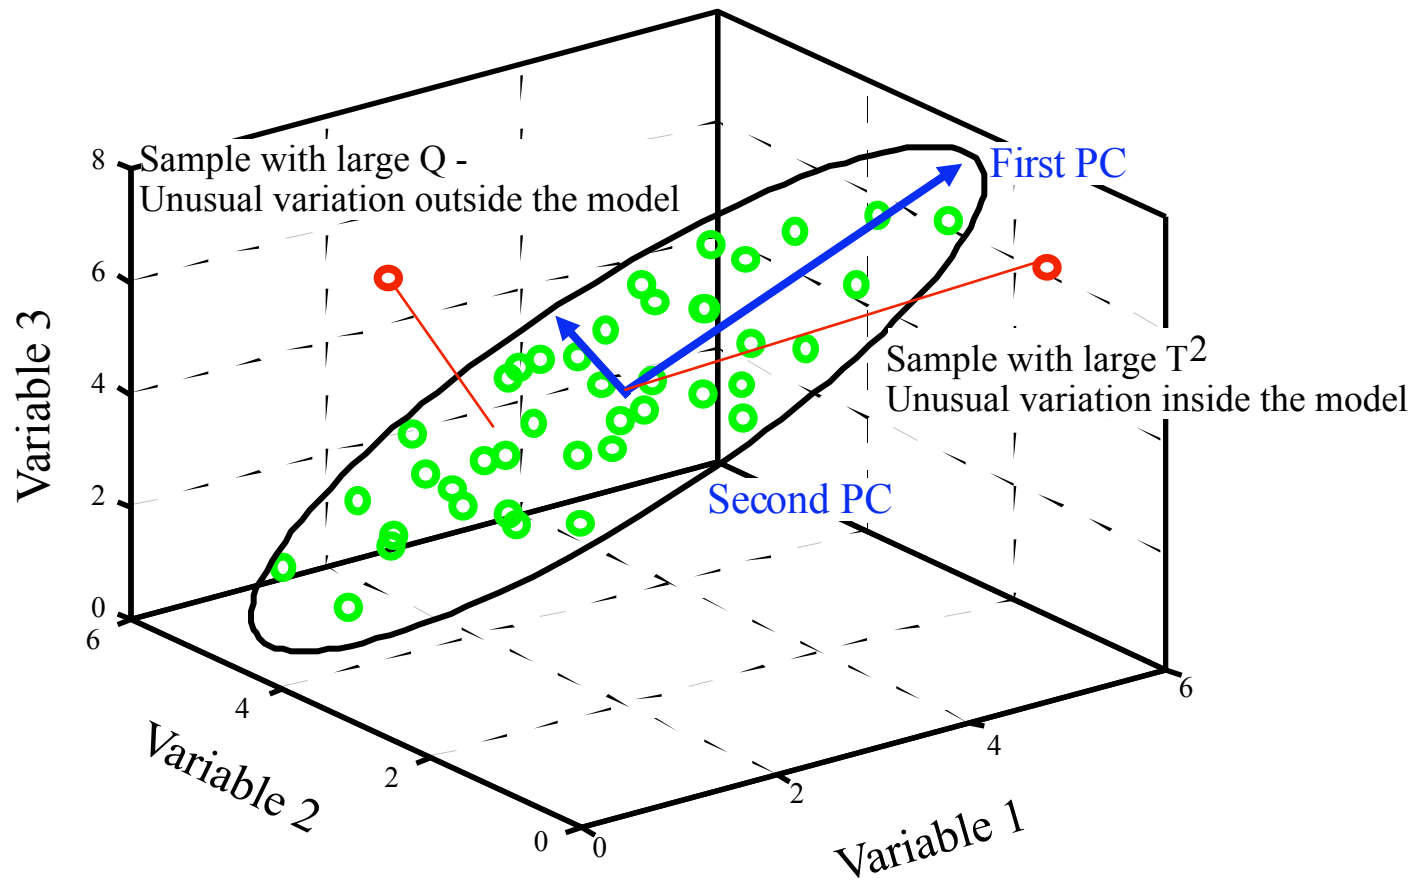 8
Sample with large Q -
Unusual variation outside the model
First PC
6
Variable 3
Sample with large T2
Unusual variation inside the model
4
2
Second PC
0
6
6
4
4
2
2
0
0
Variable 2
Variable 1